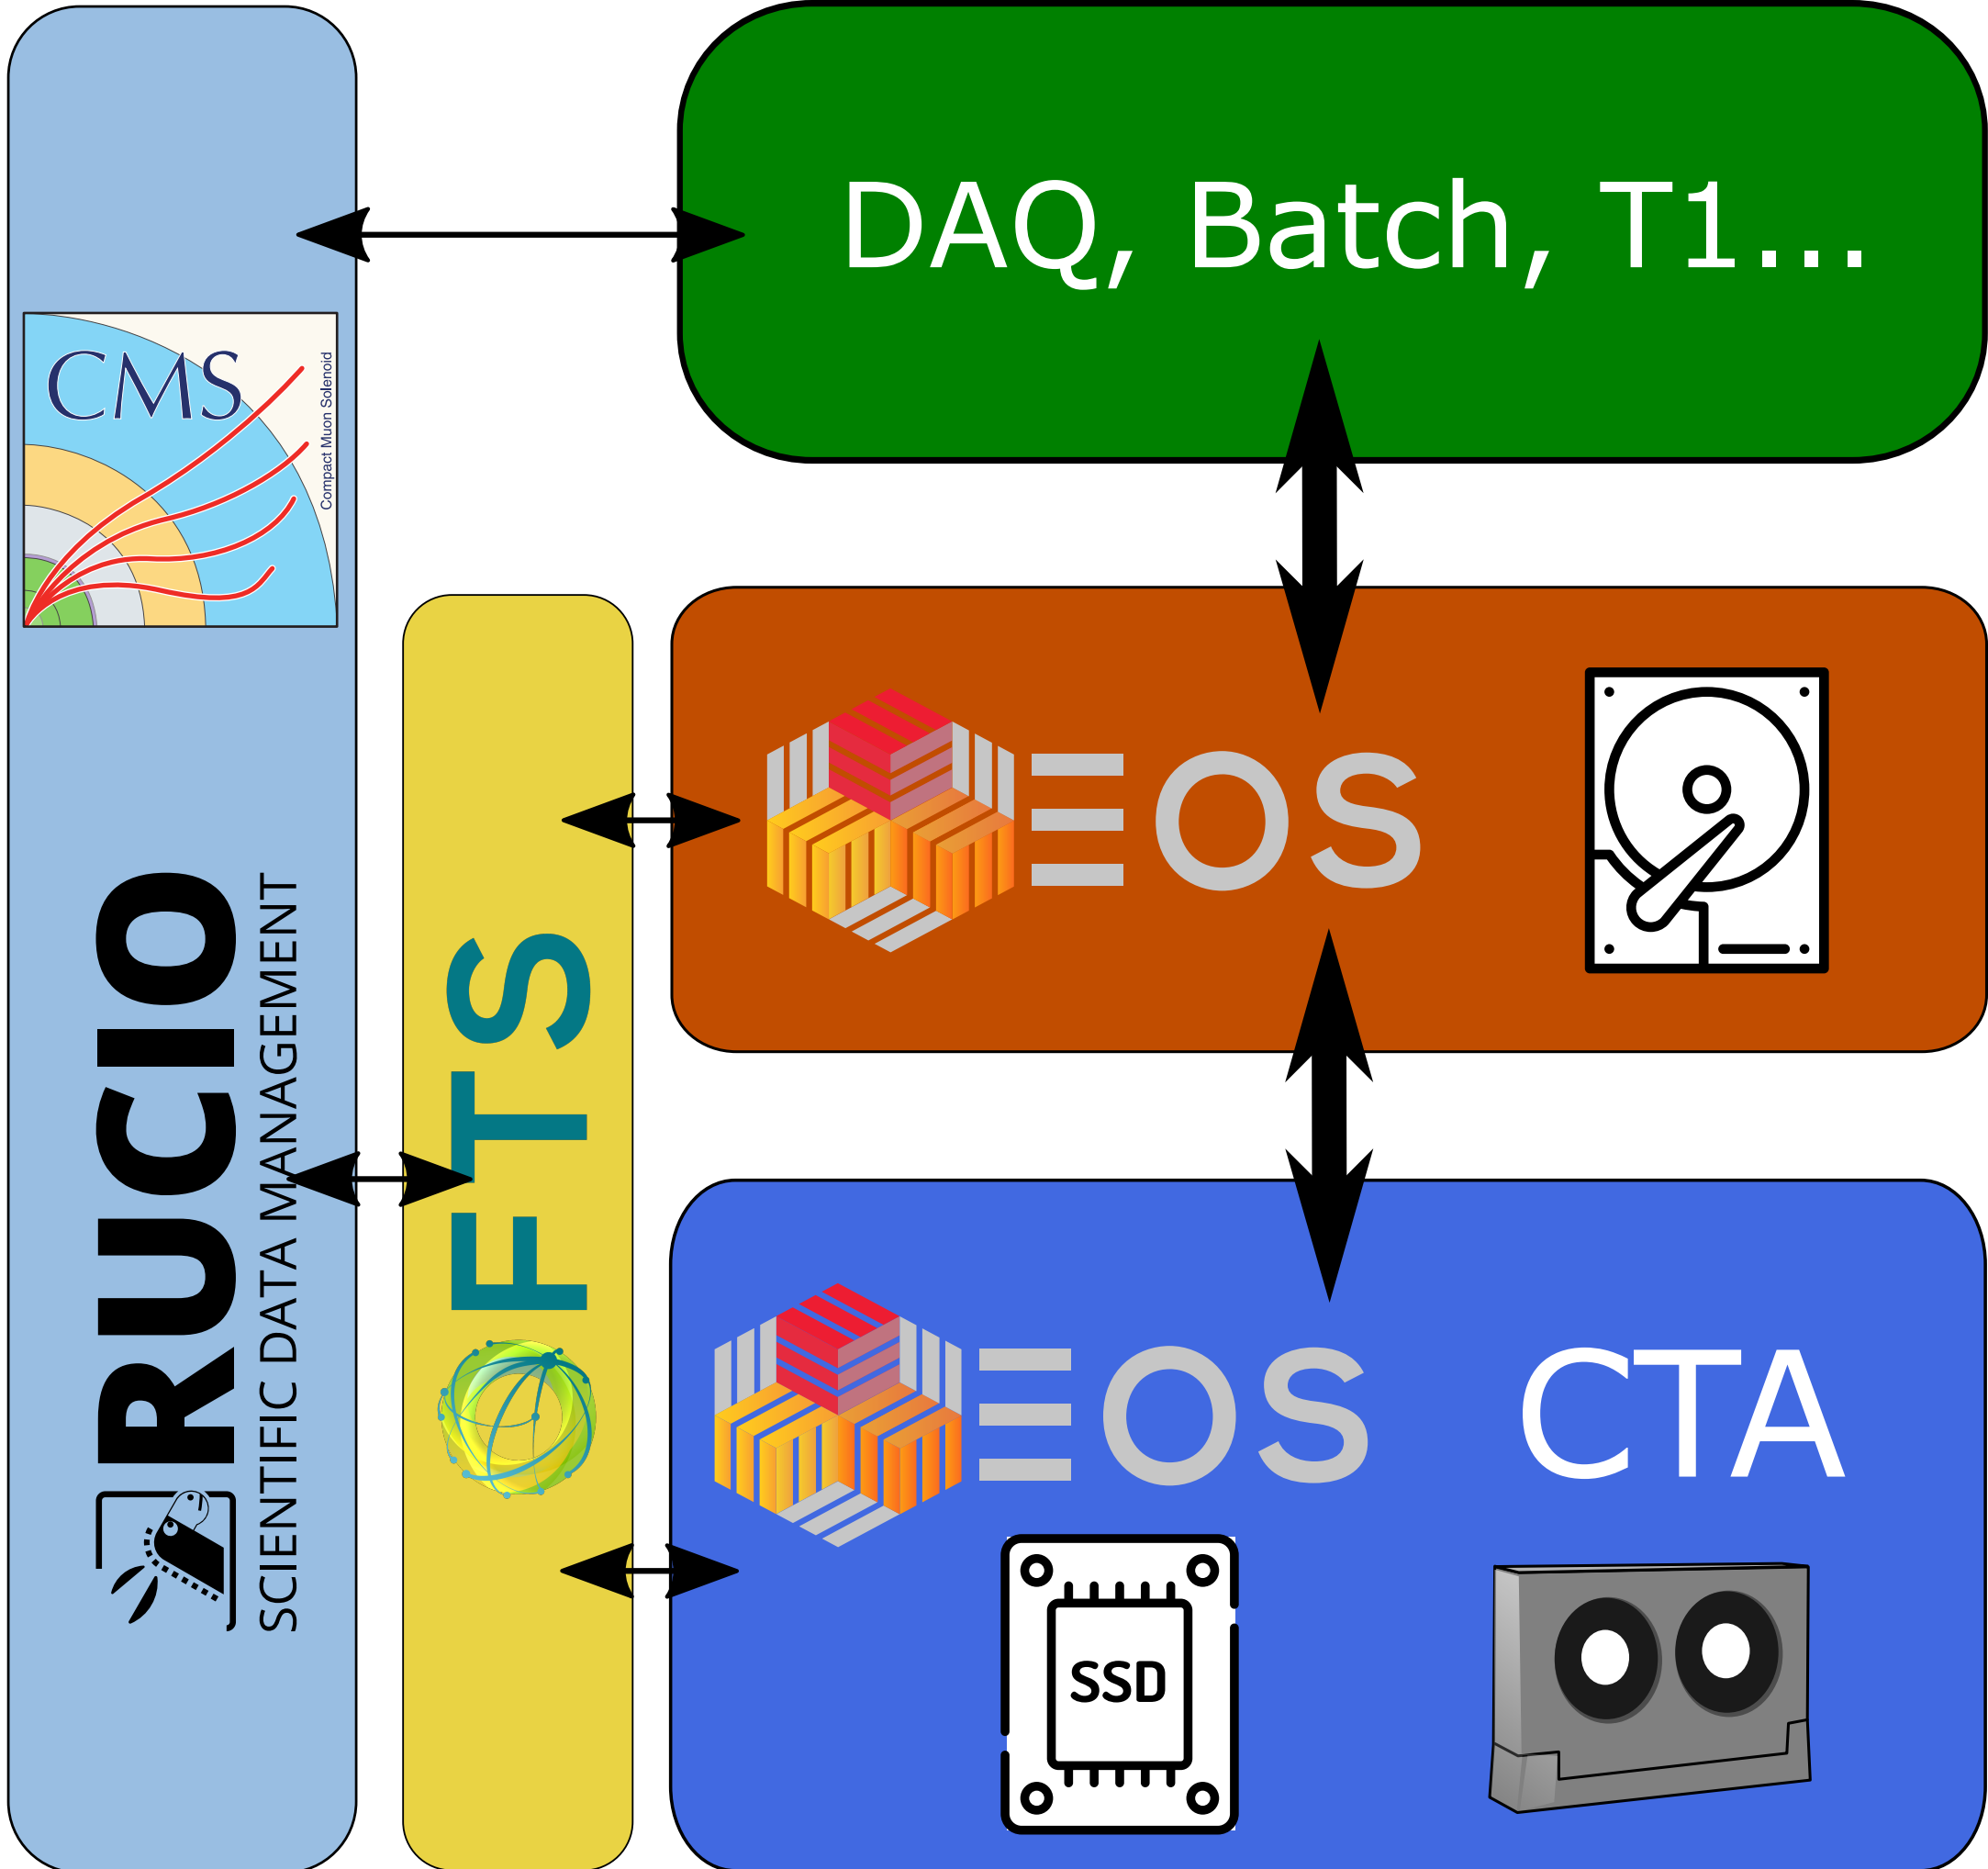 DAQ, Batch, T1...
CMS
Compact Muon Solenoid
RUCIO
SCIENTIFIC DATA MANAGEMENT
FTS
EOS
EOS CTA
SSD